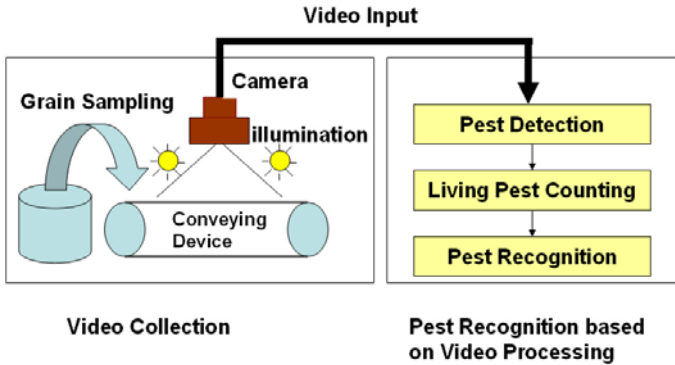 Video Input
Camera
Grain Sampling
illumination
Conveying
Device
Pest Detection
Living Pest Counting
Pest Recognition
Video Collection
Pest Recognition based
on Video Processing